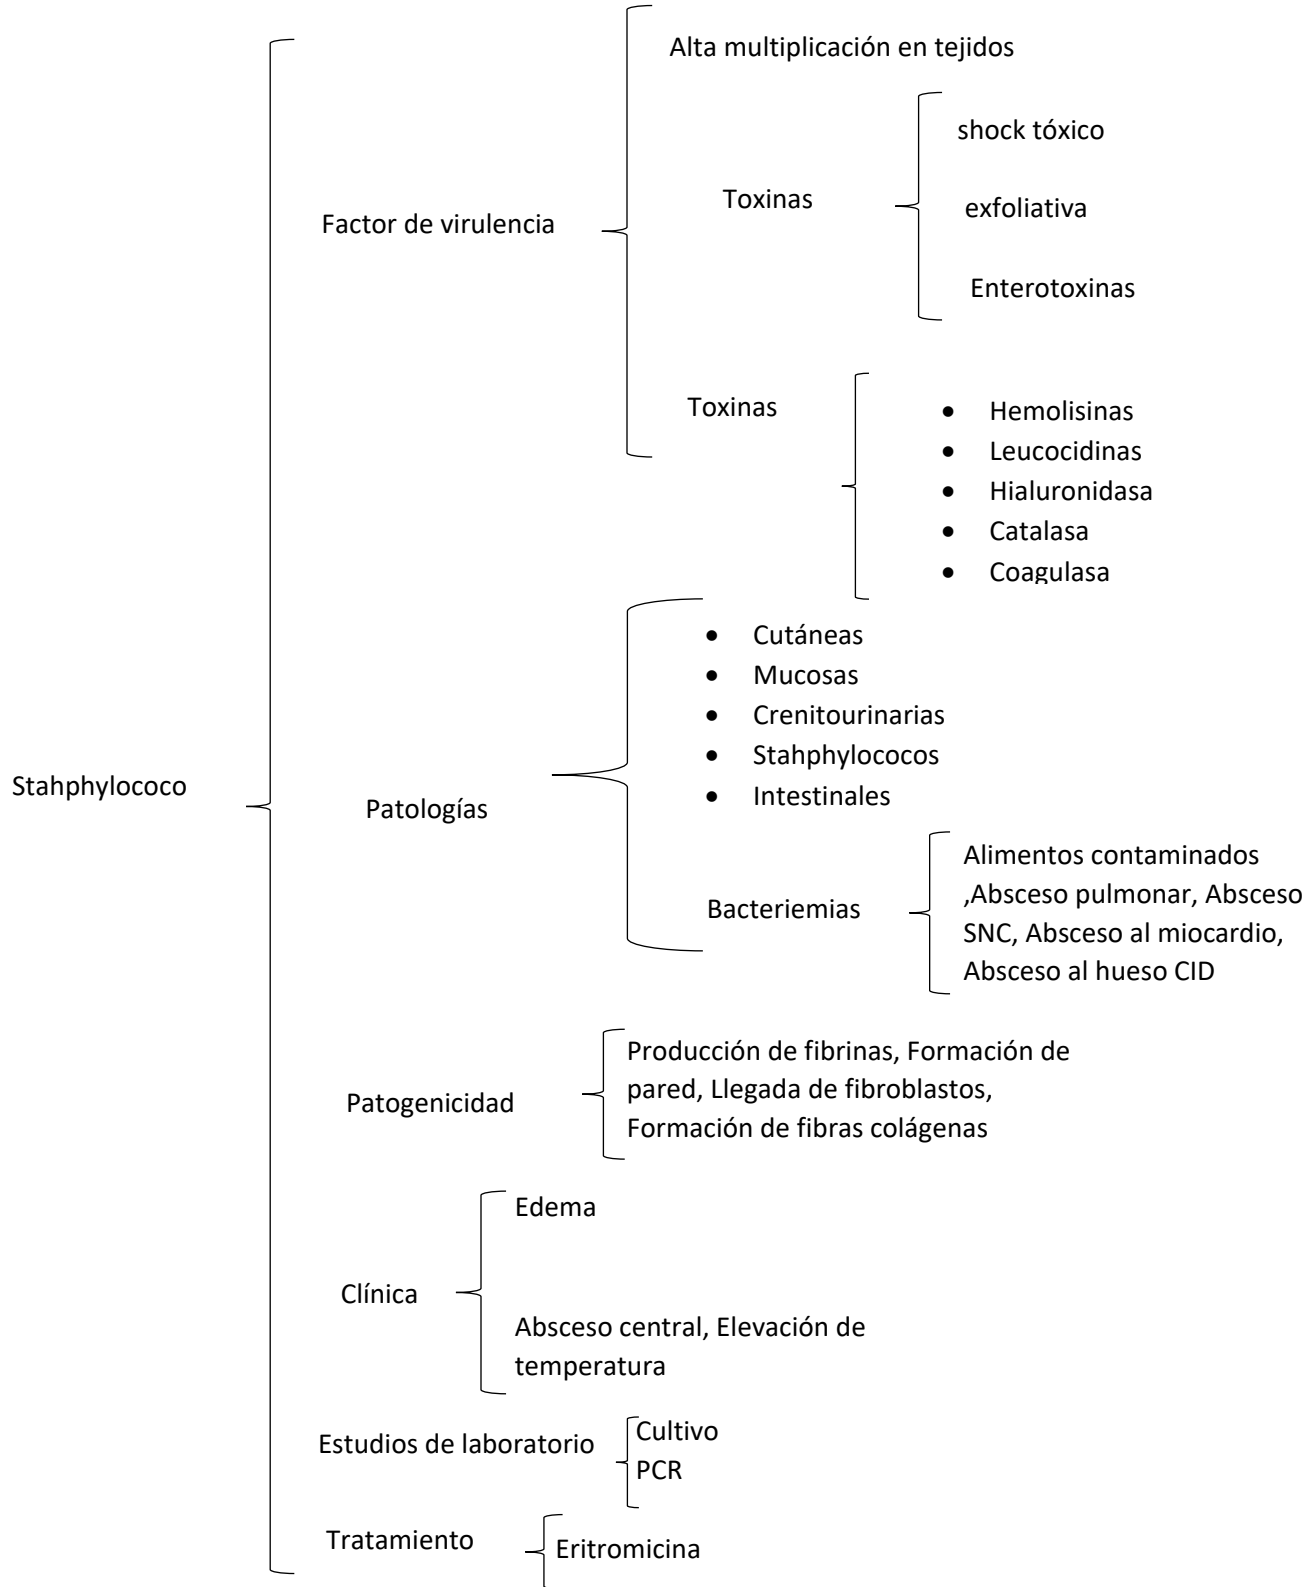 Alta multiplicación en tejidos
shock tóxico
Toxinas
exfoliativa
Factor de virulencia
Enterotoxinas
Toxinas
• Hemolisinas
• Leucocidinas
• Hialuronidasa
• Catalasa
• Coagulasa
• Cutáneas
• Mucosas
• Crenitourinarias
• Stahphylococos
• Intestinales
Stahphylococo
Patologías
Alimentos contaminados
,Absceso pulmonar, Absceso
SNC, Absceso al miocardio,
Absceso al hueso CID
Bacteriemias
Producción de fibrinas, Formación de
pared, Llegada de fibroblastos,
Formación de fibras colágenas
Patogenicidad
Edema
Clínica
Absceso central, Elevación de
temperatura
Estudios de laboratorio
Cultivo
PCR
Tratamiento
Eritromicina